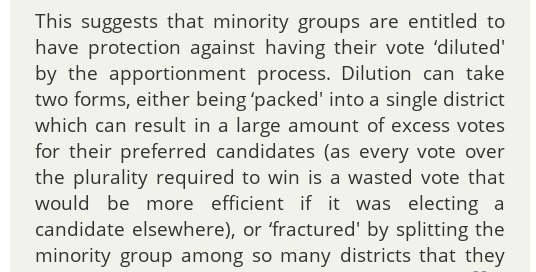 This suggests that minority groups are entitled to
have protection against having their vote ‘diluted'
by the apportionment process. Dilution can take
two forms, either being ‘packed' into a single district
which can result in a large amount of excess votes
for their preferred candidates (as every vote over
the plurality required to win is a wasted vote that
would be more efficient if it was electing a
candidate elsewhere), or ‘fractured' by splitting the
minority group among so many districts that they